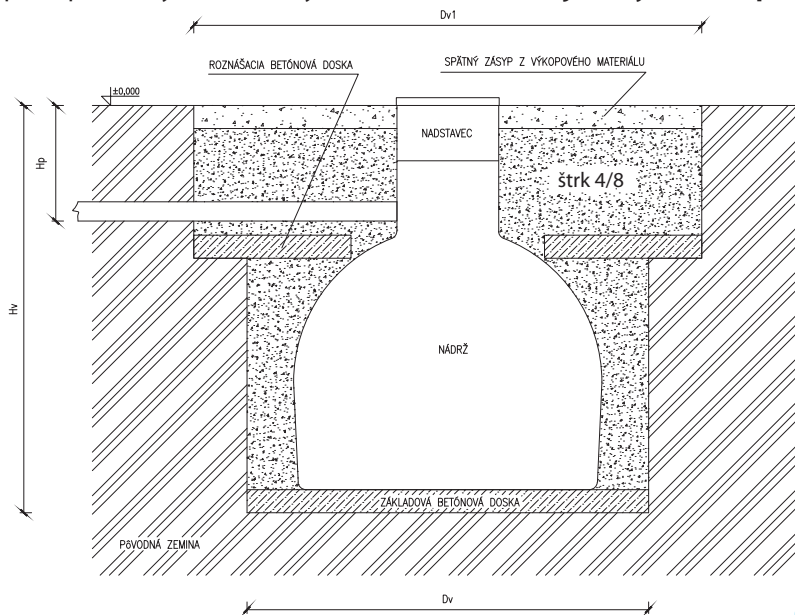 Dv1
ROZNÁŠACIA BETÓNOVÁ DOSKA
SPÄTNÝ ZÁSYP Z VÝKOPOVÉHO MATERIÁLU
±0,000
NADSTAVEC
Hp
štrk 4/8
Hv
NÁDRŽ
ZÁKLADOVÁ BETÓNOVÁ DOSKA
PôVODNÁ ZEMINA
Dv